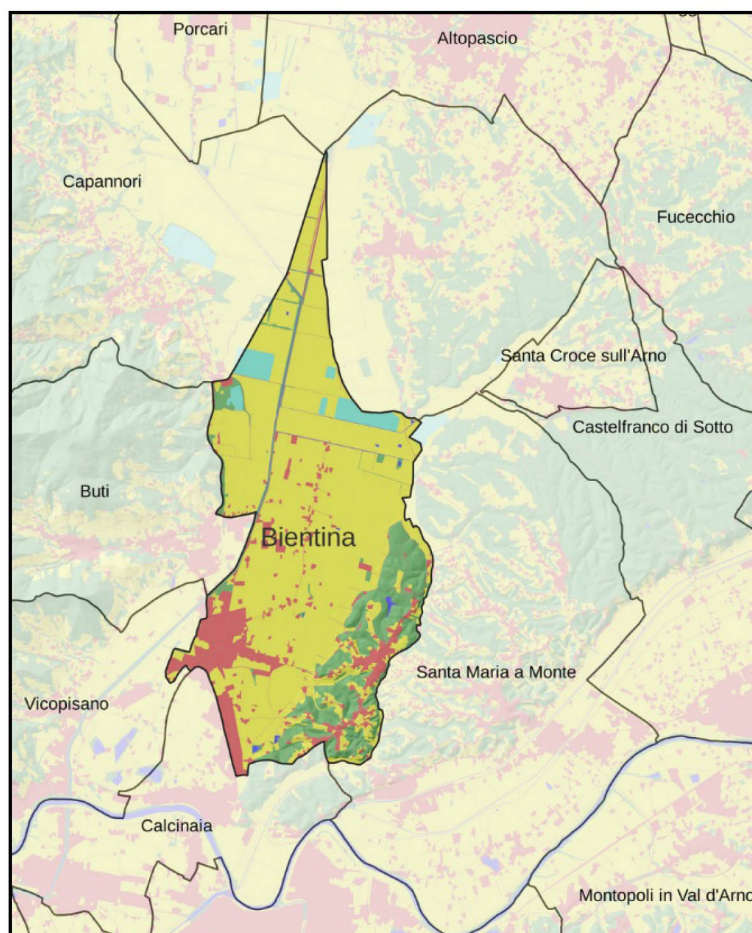 Porcari
Altopascio
Capannori
Fucecchio
Santa Croce sull'Arno
Castelfranco di Sotto
Buti
Bientina
Santa Maria a Monte
Vicopisano
Calcinaia
Montopoli in Val d'Arno